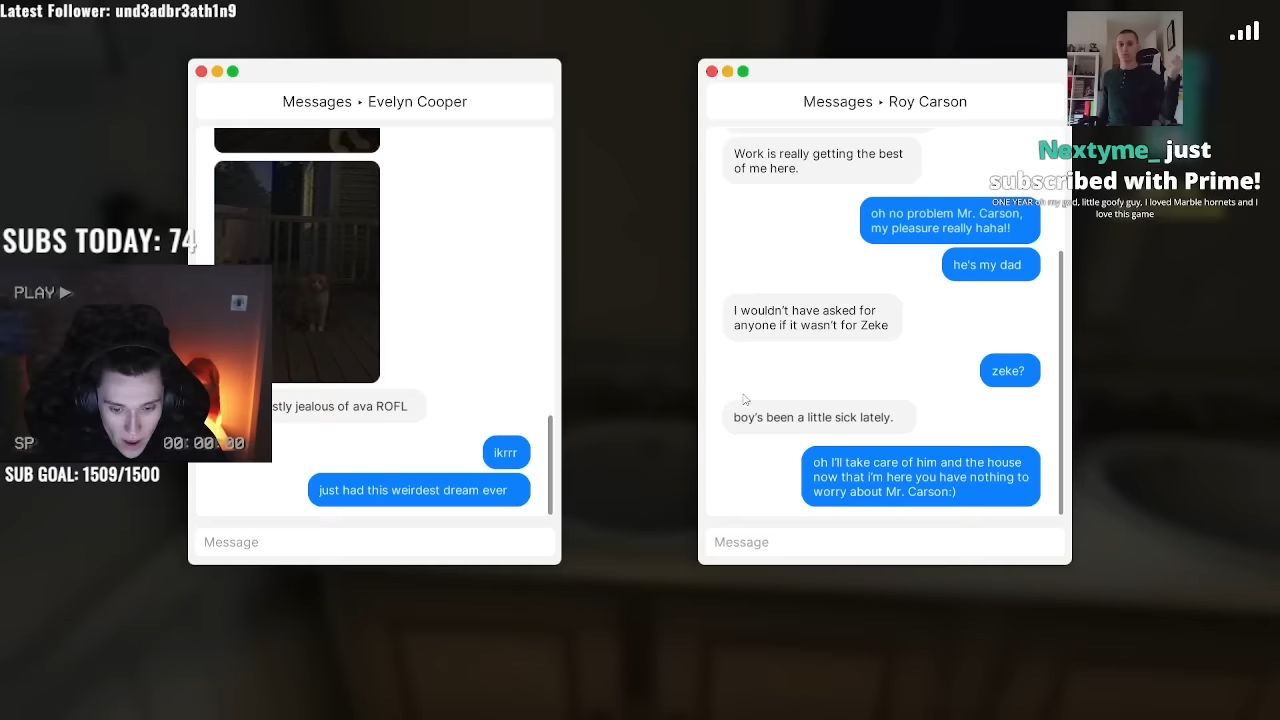 Latest Follower: und3adbr3ath1n9
Messages ▸ Evelyn Cooper
SUBS TODAY: 74
PLAY ▶
SP
00:00:00
SUB GOAL: 1509/1500
stly jealous of ava ROFL
ikrrr
just had this weirdest dream ever
Message
Messages ▸ Roy Carson
Work is really getting the best
of me here.
oh no problem Mr. Carson,
my pleasure really haha!!
he's my dad
I wouldn't have asked for
anyone if it wasn't for Zeke
zeke?
boy's been a little sick lately.
oh I'll take care of him and the house
now that i'm here you have nothing to
worry about Mr. Carson:)
Message
Nextyme_ just
subscribed with Prime!
ONE YEAR oh my god, little goofy guy, I loved Marble hornets and I
love this game